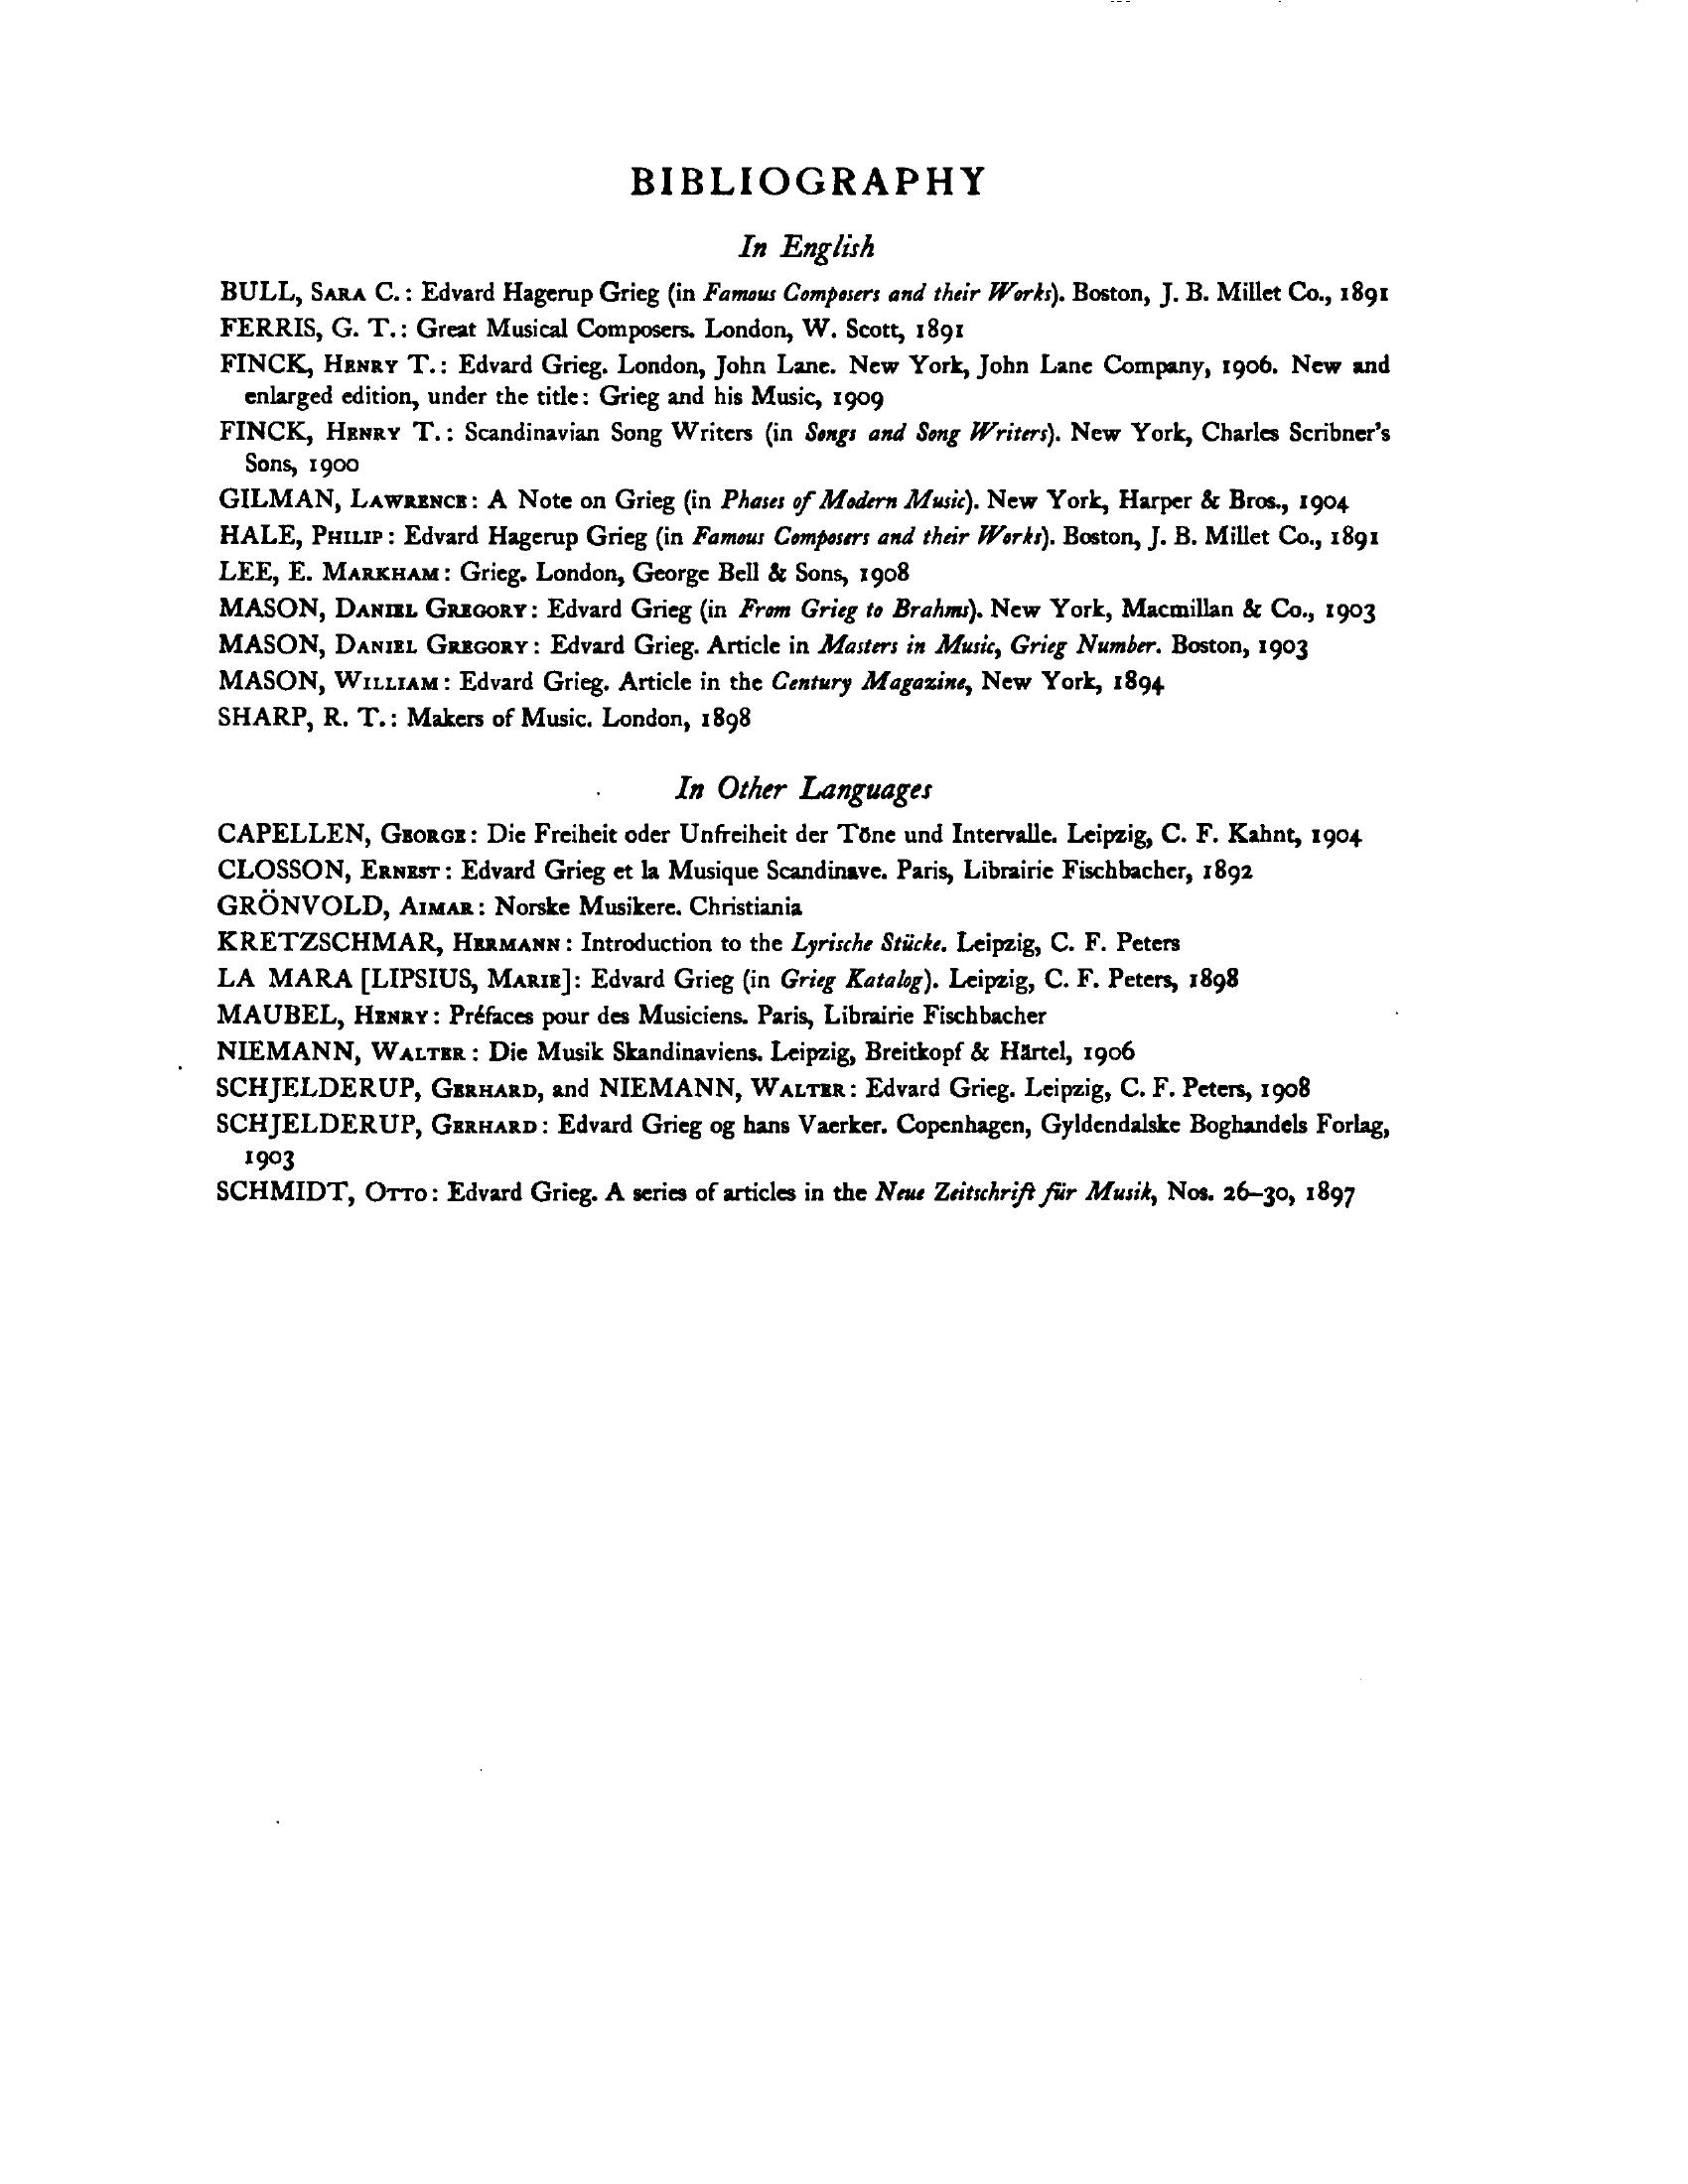 BIBLIOGRAPHY
In English
BULL, SARA C.: Edvard Hagerup Grieg (in Famous Composers and their Works). Boston, J. B. Millet Co., 1891
FERRIS, G. T.: Great Musical Composers. London, W. Scott, 1891
FINCK, HENRY T.: Edvard Grieg. London, John Lane. New York, John Lane Company, 1906. New and
enlarged edition, under the title: Grieg and his Music, 1909
FINCK, HENRY T.: Scandinavian Song Writers (in Songs and Song Writers). New York, Charles Scribner's
Sons, 1900
GILMAN, LAWRENCE: A Note on Grieg (in Phases of Modern Music). New York, Harper & Bros., 1904
HALE, PHILIP: Edvard Hagerup Grieg (in Famous Composers and their Works). Boston, J. B. Millet Co., 1891
LEE, E. MARKHAM: Grieg. London, George Bell & Sons, 1908
MASON, DANIEL GREGORY: Edvard Grieg (in From Grieg to Brahms). New York, Macmillan & Co., 1903
MASON, DANIEL GREGORY: Edvard Grieg. Article in Masters in Music, Grieg Number. Boston, 1903
MASON, WILLIAM: Edvard Grieg. Article in the Century Magazine, New York, 1894
SHARP, R. T.: Makers of Music. London, 1898
In Other Languages
CAPELLEN, GEORGE: Die Freiheit oder Unfreiheit der Töne und Intervalle. Leipzig, C. F. Kahnt, 1904
CLOSSON, ERNEST: Edvard Grieg et la Musique Scandinave. Paris, Librairie Fischbacher, 1892
GRÖNVOLD, AIMAR: Norske Musikere. Christiania
KRETZSCHMAR, HERMANN: Introduction to the Lyrische Stücke. Leipzig, C. F. Peters
LA MARA [LIPSIUS, MARIE]: Edvard Grieg (in Grieg Katalog). Leipzig, C. F. Peters, 1898
MAUBEL, HENRY: Préfaces pour des Musiciens. Paris, Librairie Fischbacher
NIEMANN, WALTER: Die Musik Skandinaviens. Leipzig, Breitkopf & Härtel, 1906
SCHJELDERUP, GERHARD, and NIEMANN, WALTER: Edvard Grieg. Leipzig, C. F. Peters, 1908
SCHJELDERUP, GERHARD: Edvard Grieg og hans Vaerker. Copenhagen, Gyldendalske Boghandels Forlag,
1903
SCHMIDT, OTTO: Edvard Grieg. A series of articles in the Neue Zeitschrift für Musik, Nos. 26–30, 1897